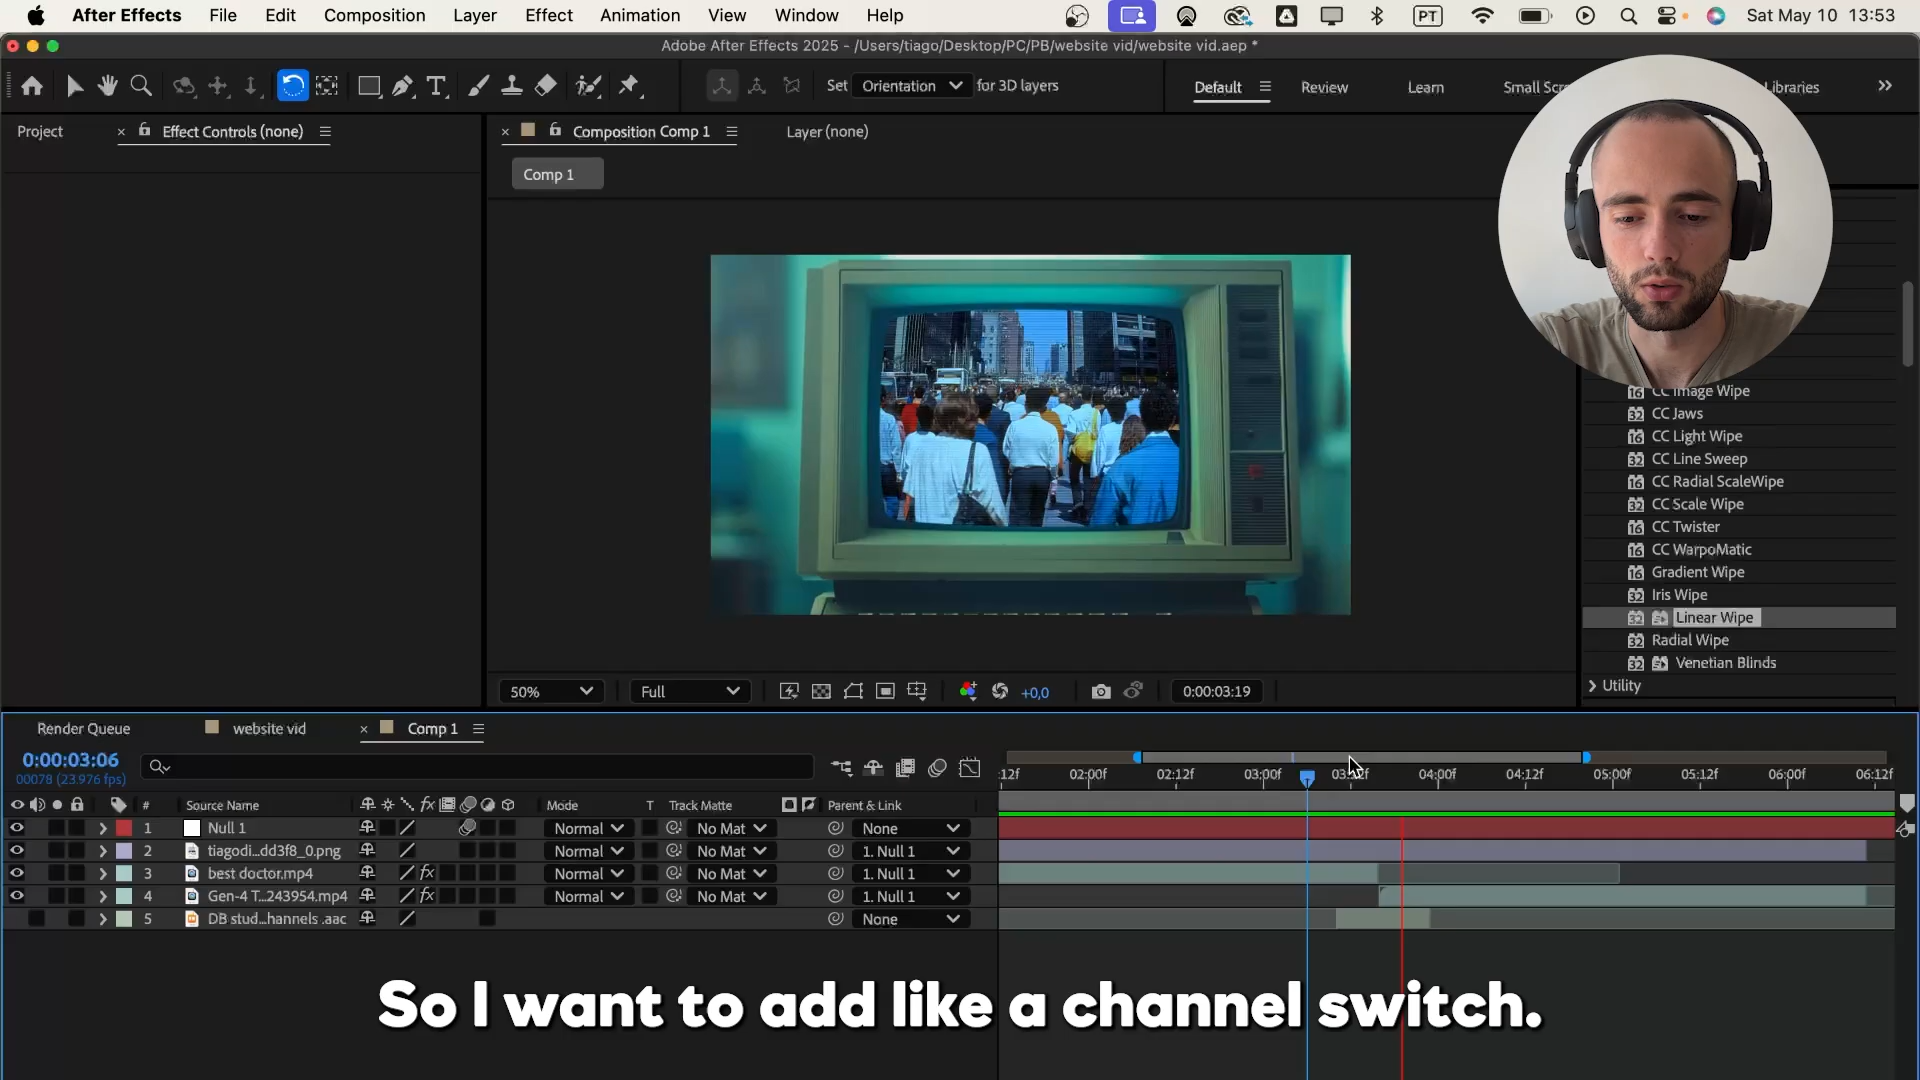 After Effects File Edit Composition Layer Effect Animation View Window Help PT Sat May 10 13:53
Adobe After Effects 2025 - /Users/tiago/Desktop/PC/PB/website vid/website vid.aep *
Set Orientation for 3D layers Default Review Learn Small Scr Libraries
Project Effect Controls (none) Composition Comp 1 Layer (none)
Comp 1
CC Image Wipe
CC Jaws
CC Light Wipe
CC Line Sweep
CC Radial ScaleWipe
CC Scale Wipe
CC Twister
CC WarpoMatic
Gradient Wipe
Iris Wipe
Linear Wipe
Radial Wipe
Venetian Blinds
Utility
50% Full +0,0 0:00:03:19
Render Queue website vid Comp 1
0:00:03:06
00078 (23.976 fps)
:12f 02:00f 02:12f 03:00f 03:12f 04:00f 04:12f 05:00f 05:12f 06:00f 06:12f
# Source Name fx Mode T Track Matte Parent & Link
1 Null 1 Normal No Mat None
2 tiagodi...dd3f8_0.png Normal No Mat 1. Null 1
3 best doctor.mp4 fx Normal No Mat 1. Null 1
4 Gen-4 T...243954.mp4 fx Normal No Mat 1. Null 1
5 DB stud...hannels .aac None
So I want to add like a channel switch.